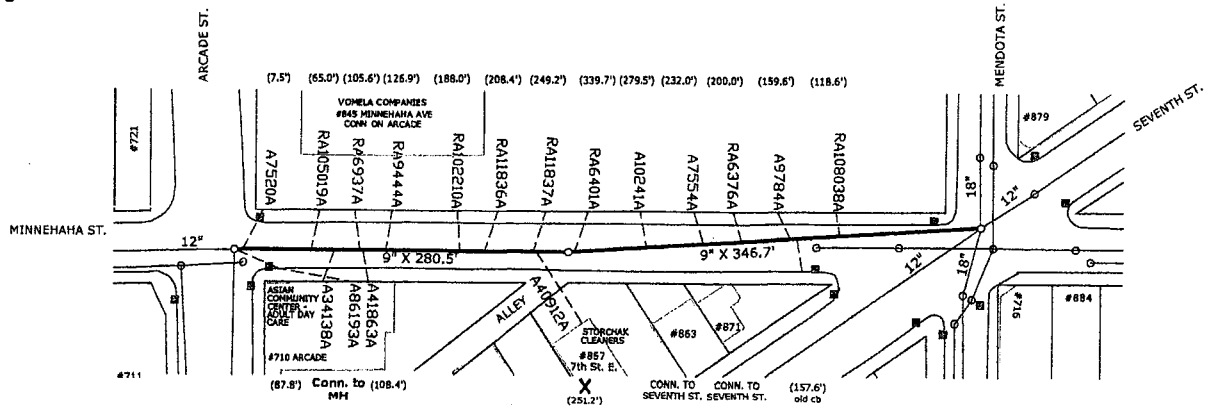 ARCADE ST.
MENDOTA ST.
SEVENTH ST.
(7.5') (65.0') (105.6') (126.9') (188.0') (208.4') (249.2') (339.7') (279.5') (232.0') (200.0') (159.6') (118.6')
VOMELA COMPANIES
#845 MINNEHAHA AVE
CONN ON ARCADE
#721
#879
A7520A
RA105019A
RA6937A
RA9444A
RA102210A
RA11836A
RA11837A
RA6401A
A10241A
A7554A
RA6376A
A9784A
RA108038A
18"
12"
MINNEHAHA ST.
12"
9" X 280.5'
9" X 346.7'
12"
18"
ASIAN
COMMUNITY
CENTER -
ADULT DAY
CARE
A34138A
A86193A
A41863A
ALLEY
A40912A
STORCHAK
CLEANERS
#857
7th St. E.
#863
#871
#716
#884
#710 ARCADE
#711
(87.8') Conn. to (108.4')
MH
X
(251.2')
CONN. TO
SEVENTH ST.
CONN. TO
SEVENTH ST.
(157.6')
old cb